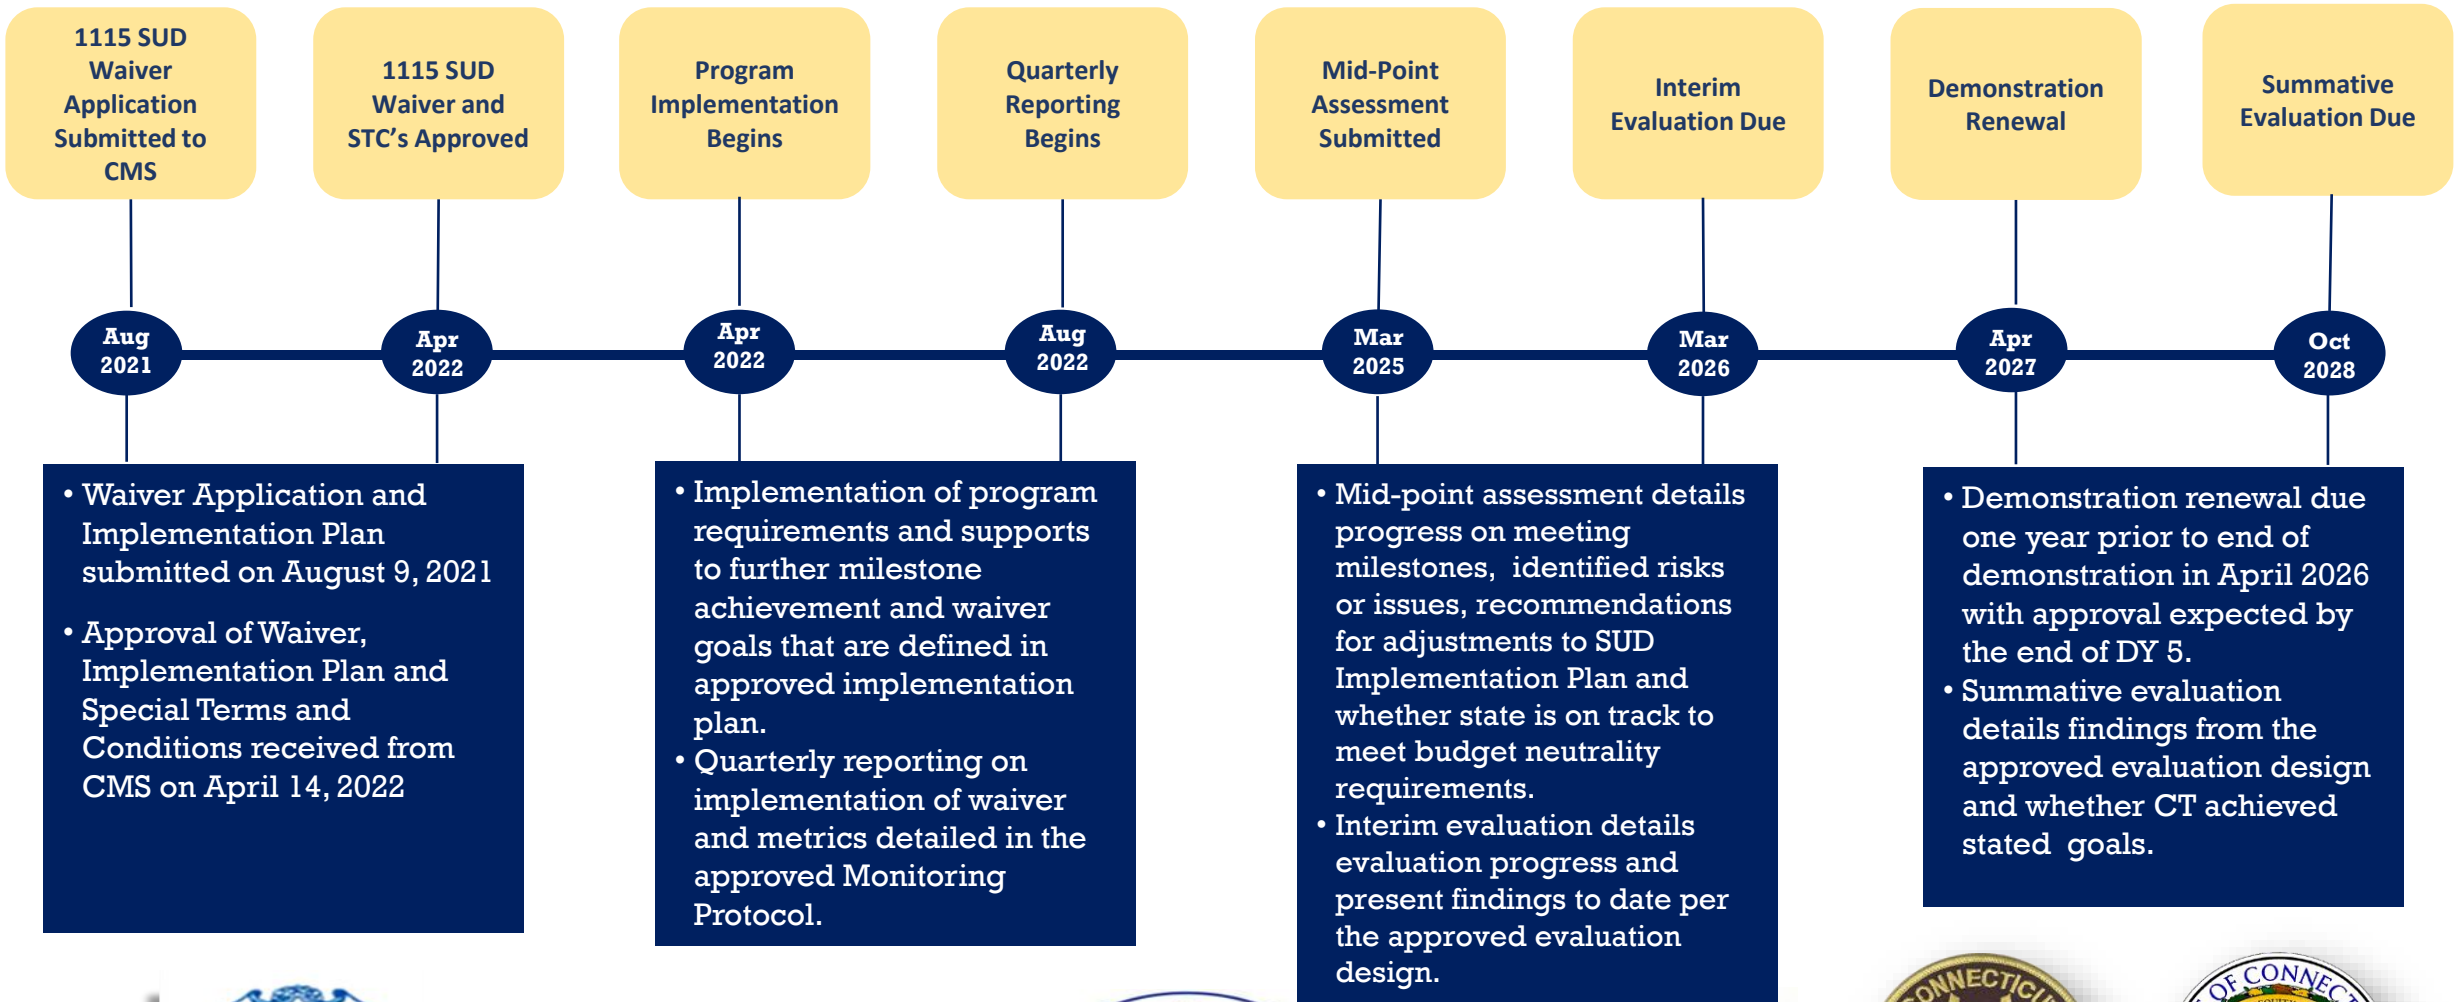 1115 SUD
Waiver
Application
Submitted to
CMS
1115 SUD
Waiver and
STC's Approved
Program
Implementation
Begins
Quarterly
Reporting
Begins
Mid-Point
Assessment
Submitted
Interim
Evaluation Due
Demonstration
Renewal
Summative
Evaluation Due
Aug
2021
Apr
2022
Apr
2022
Aug
2022
Mar
2025
Mar
2026
Apr
2027
Oct
2028
• Waiver Application and
Implementation Plan
submitted on August 9, 2021
• Approval of Waiver,
Implementation Plan and
Special Terms and
Conditions received from
CMS on April 14, 2022
• Implementation of program
requirements and supports
to further milestone
achievement and waiver
goals that are defined in
approved implementation
plan.
• Quarterly reporting on
implementation of waiver
and metrics detailed in the
approved Monitoring
Protocol.
• Mid-point assessment details
progress on meeting
milestones, identified risks
or issues, recommendations
for adjustments to SUD
Implementation Plan and
whether state is on track to
meet budget neutrality
requirements.
• Interim evaluation details
evaluation progress and
present findings to date per
the approved evaluation
design.
• Demonstration renewal due
one year prior to end of
demonstration in April 2026
with approval expected by
the end of DY 5.
• Summative evaluation
details findings from the
approved evaluation design
and whether CT achieved
stated goals.